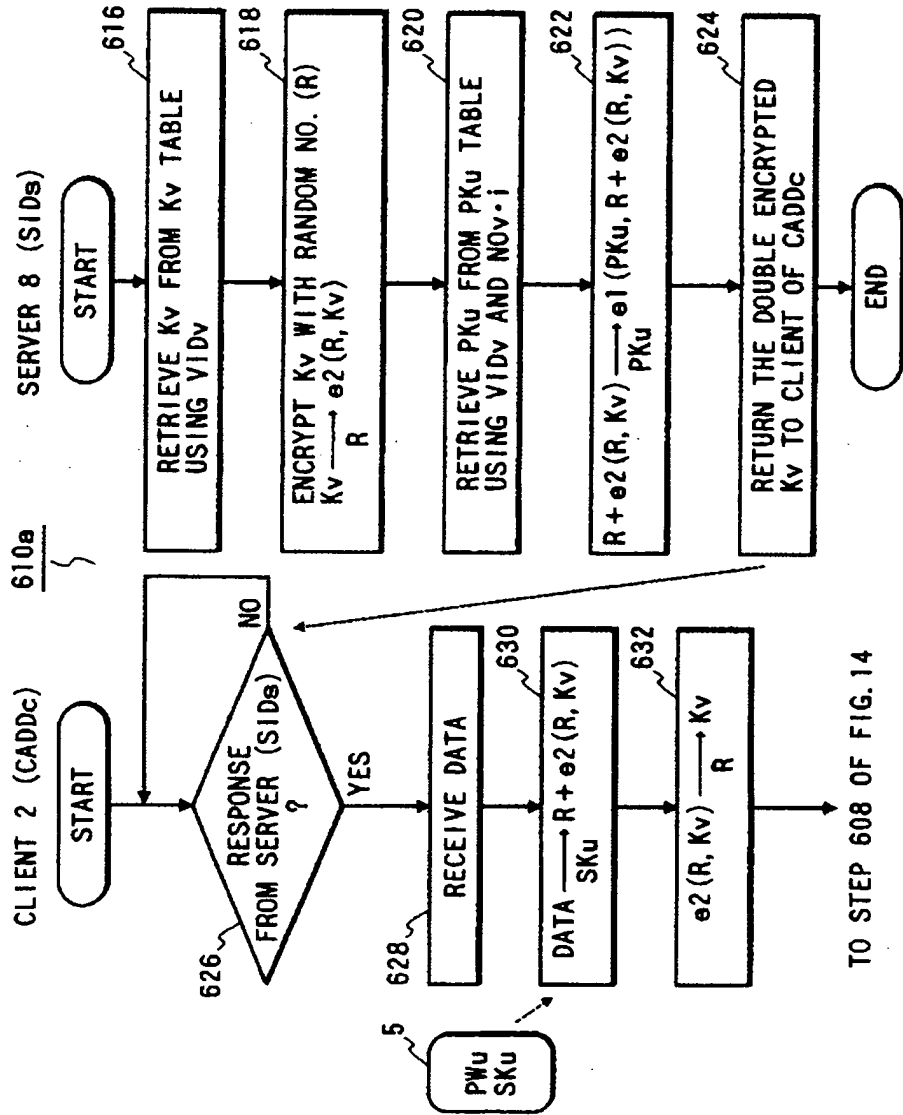 610a
CLIENT 2 (CADDc)
START
626
RESPONSE
FROM SERVER (SIDs)
?
NO
YES
628
RECEIVE DATA
5
PWu
SKu
630
DATA ⟶ R + e2 (R, Kv)
SKu
632
e2 (R, Kv) ⟶ Kv
R
TO STEP 608 OF FIG. 14
SERVER 8 (SIDs)
START
616
RETRIEVE Kv FROM Kv TABLE
USING VIDv
618
ENCRYPT Kv WITH RANDOM NO. (R)
Kv ⟶ e2 (R, Kv)
R
620
RETRIEVE PKu FROM PKu TABLE
USING VIDv AND NOv·i
622
R + e2 (R, Kv) ⟶ e1 (PKu, R + e2 (R, Kv))
PKu
624
RETURN THE DOUBLE ENCRYPTED
Kv TO CLIENT OF CADDc
END